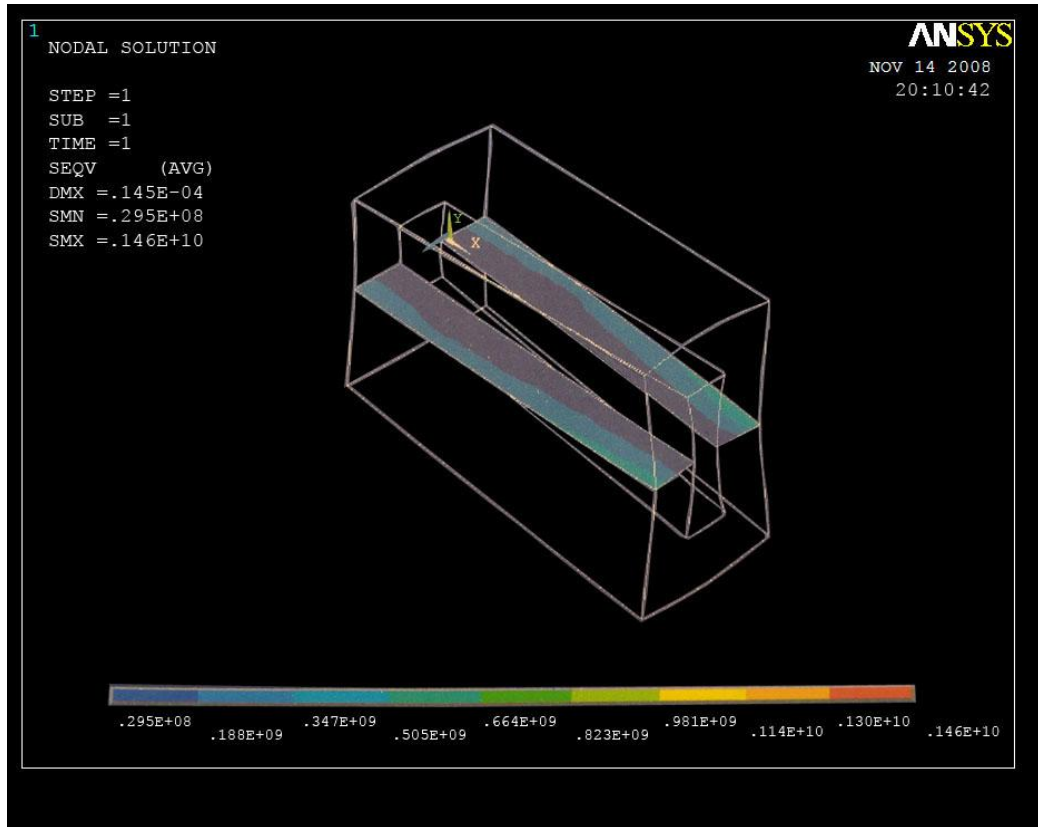 1
NODAL SOLUTION
ANSYS
NOV 14 2008
20:10:42
STEP =1
SUB =1
TIME =1
SEQV (AVG)
DMX =.145E-04
SMN =.295E+08
SMX =.146E+10
Y
X
.295E+08 .347E+09 .664E+09 .981E+09 .130E+10
.188E+09 .505E+09 .823E+09 .114E+10 .146E+10